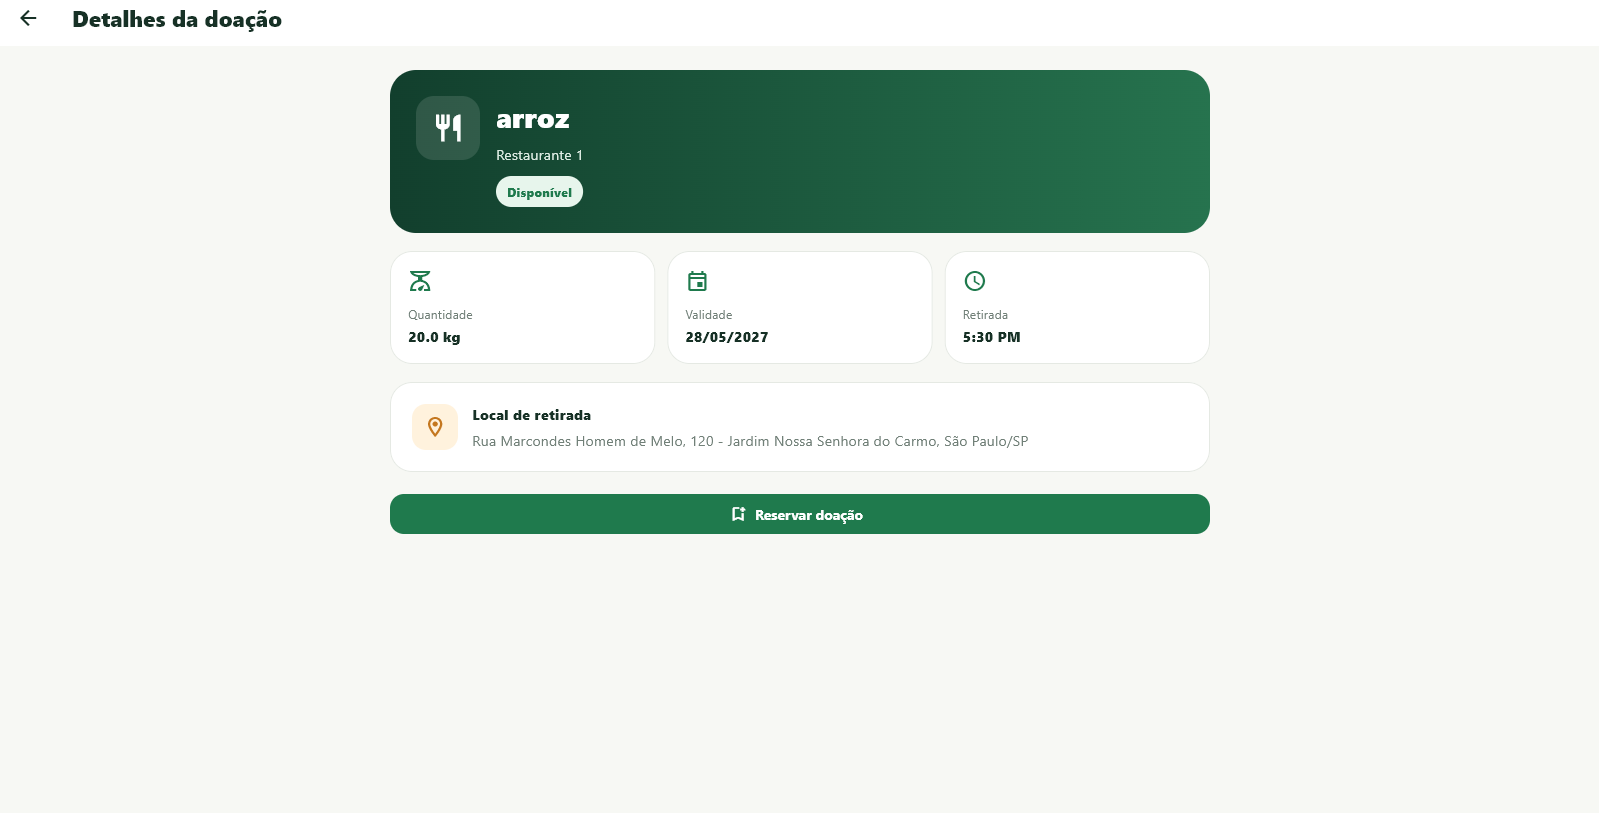 Detalhes da doação
arroz
Restaurante 1
Disponível
Quantidade
20.0 kg
Validade
28/05/2027
Retirada
5:30 PM
Local de retirada
Rua Marcondes Homem de Melo, 120 - Jardim Nossa Senhora do Carmo, São Paulo/SP
Reservar doação